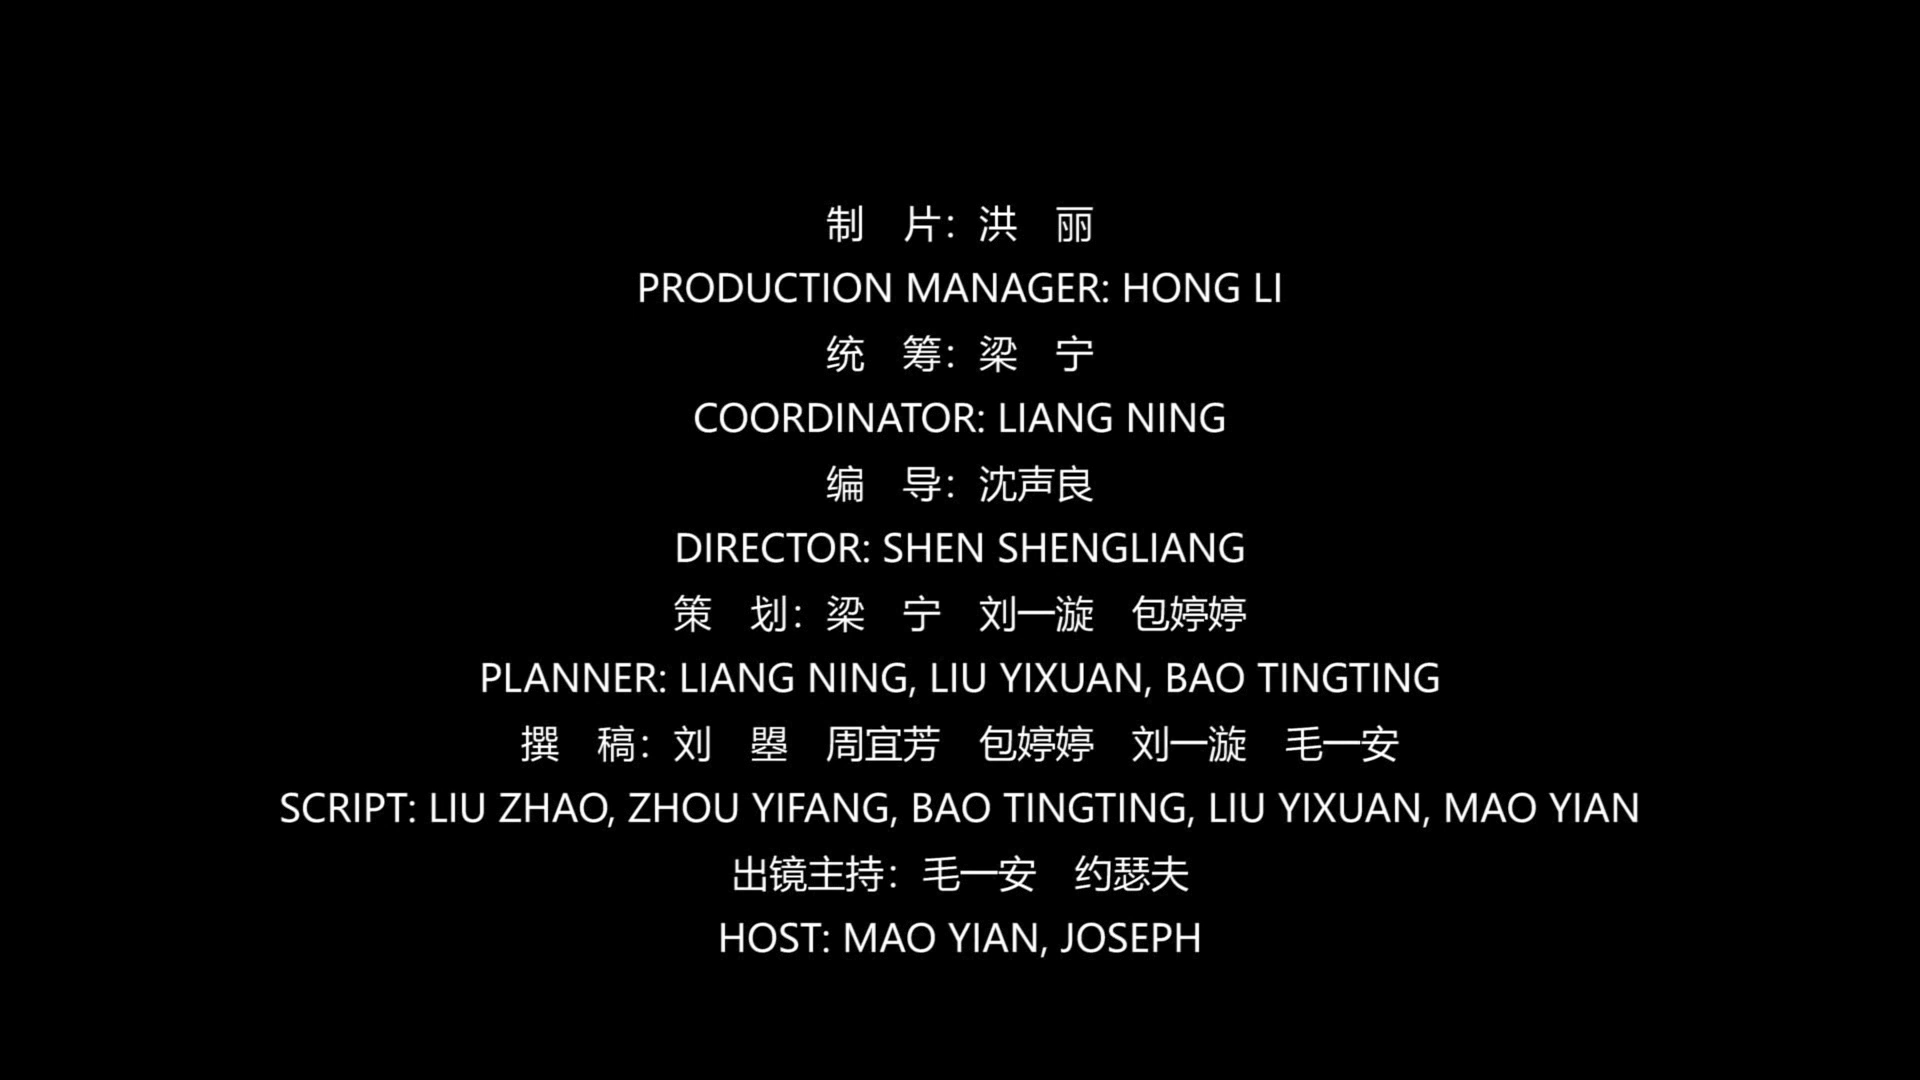 制　片：洪　丽
PRODUCTION MANAGER: HONG LI
统　筹：梁　宁
COORDINATOR: LIANG NING
编　导：沈声良
DIRECTOR: SHEN SHENGLIANG
策　划：梁　宁　刘一漩　包婷婷
PLANNER: LIANG NING, LIU YIXUAN, BAO TINGTING
撰　稿：刘　曌　周宜芳　包婷婷　刘一漩　毛一安
SCRIPT: LIU ZHAO, ZHOU YIFANG, BAO TINGTING, LIU YIXUAN, MAO YIAN
出镜主持：毛一安　约瑟夫
HOST: MAO YIAN, JOSEPH